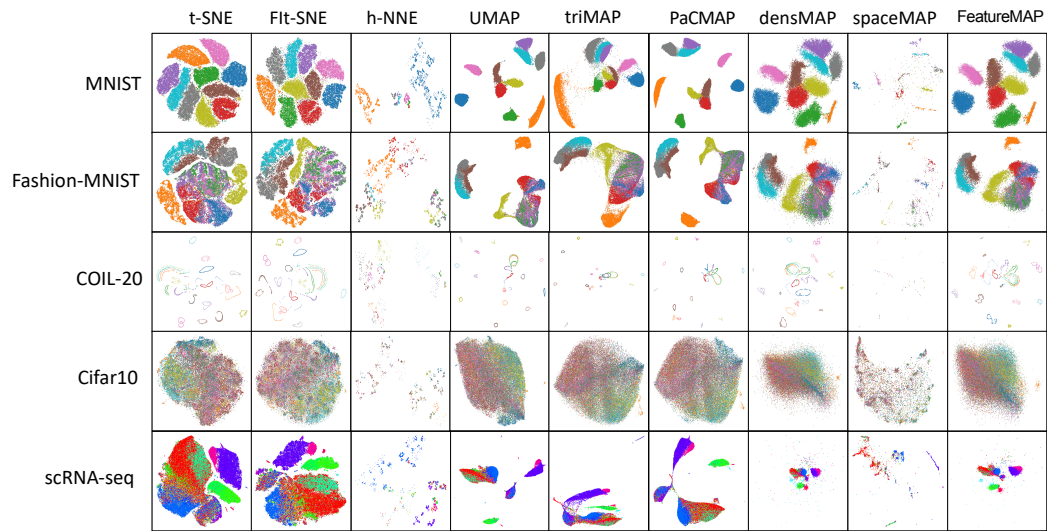 t-SNE FIt-SNE h-NNE UMAP triMAP PaCMAP densMAP spaceMAP FeatureMAP
MNIST
Fashion-MNIST
COIL-20
Cifar10
scRNA-seq